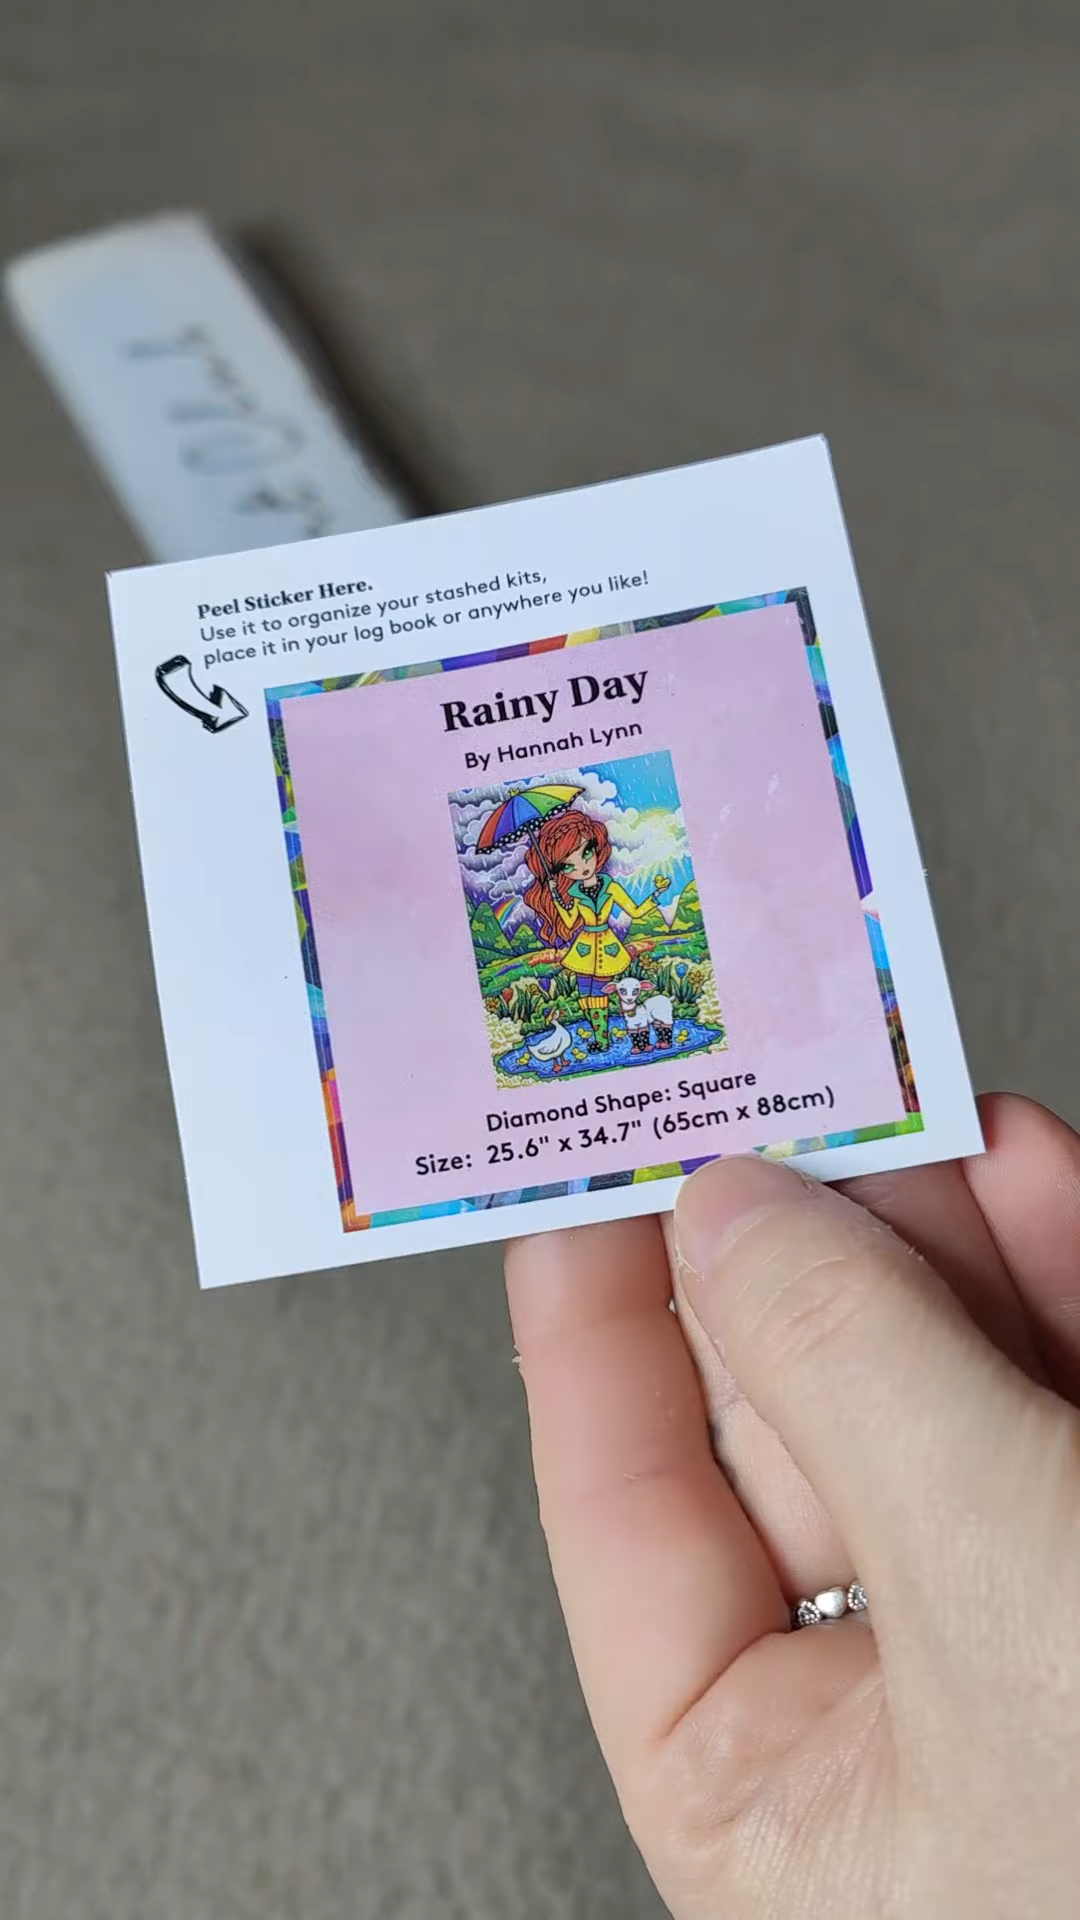 Peel Sticker Here.
Use it to organize your stashed kits,
place it in your log book or anywhere you like!
Rainy Day
By Hannah Lynn
Diamond Shape: Square
Size: 25.6" x 34.7" (65cm x 88cm)